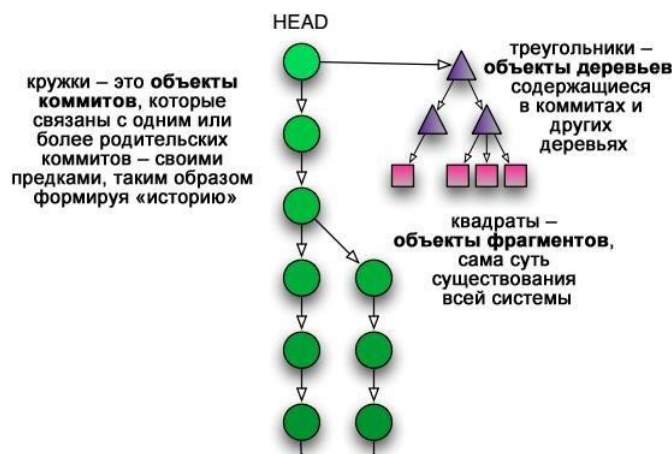 HEAD
кружки – это объекты
коммитов, которые
связаны с одним или
более родительских
коммитов – своими
предками, таким образом
формируя «историю»
треугольники –
объекты деревьев
содержащиеся
в коммитах и
других
деревьях
квадраты –
объекты фрагментов,
сама суть
существования
всей системы